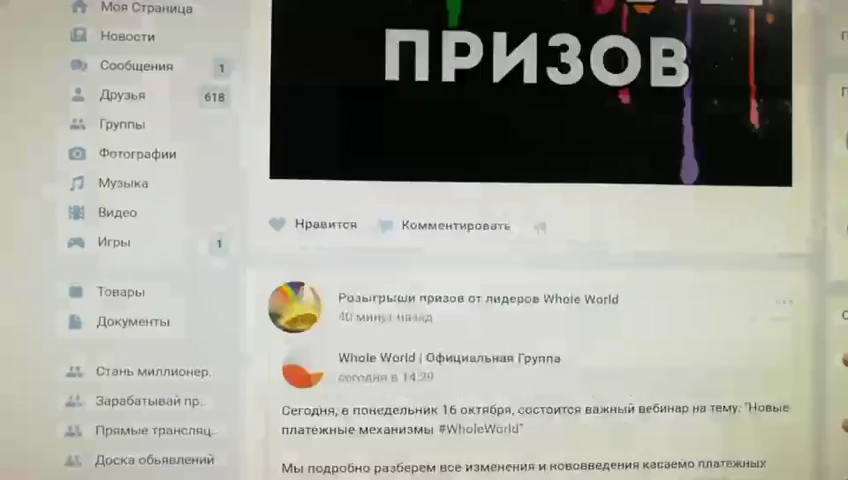 Моя Страница
Новости
Сообщения 1
Друзья 618
Группы
Фотографии
Музыка
Видео
Игры 1
Товары
Документы
Стань миллионер.
Зарабатывай пр..
Прямые трансляц..
Доска объявлений
ПРИЗОВ
Нравится Комментировать
Розыгрыши призов от лидеров Whole World
40 минут назад
Whole World | Официальная Группа
сегодня в 14:29
Сегодня, в понедельник 16 октября, состоится важный вебинар на тему: "Новые
платежные механизмы #WholeWorld"
Мы подробно разберем все изменения и нововведения касаемо платежных